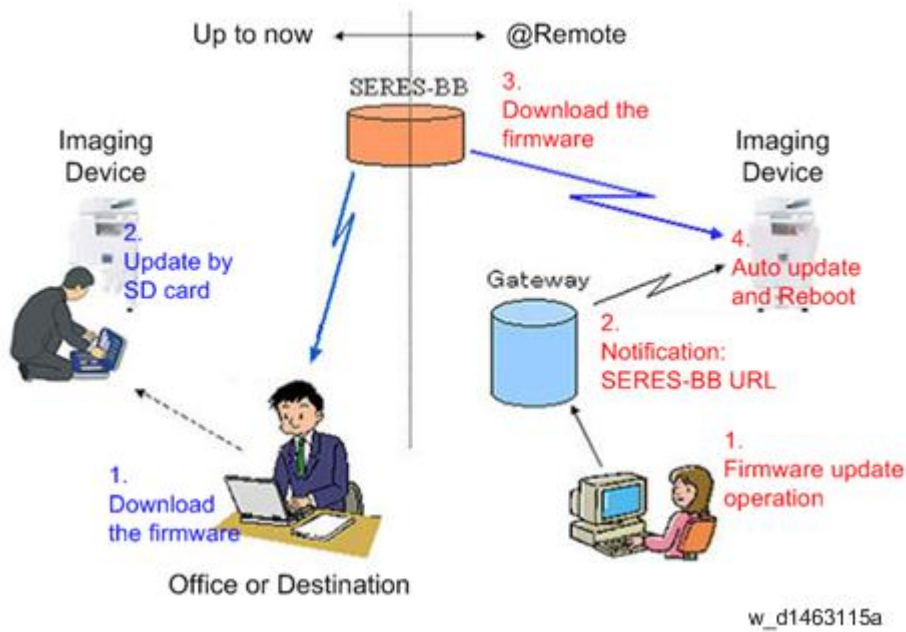 Up to now
@Remote
SERES-BB
3.
Download the
firmware
Imaging
Device
2.
Update by
SD card
Imaging
Device
4.
Auto update
and Reboot
Gateway
2.
Notification:
SERES-BB URL
1.
Download
the firmware
1.
Firmware update
operation
Office or Destination
w_d1463115a